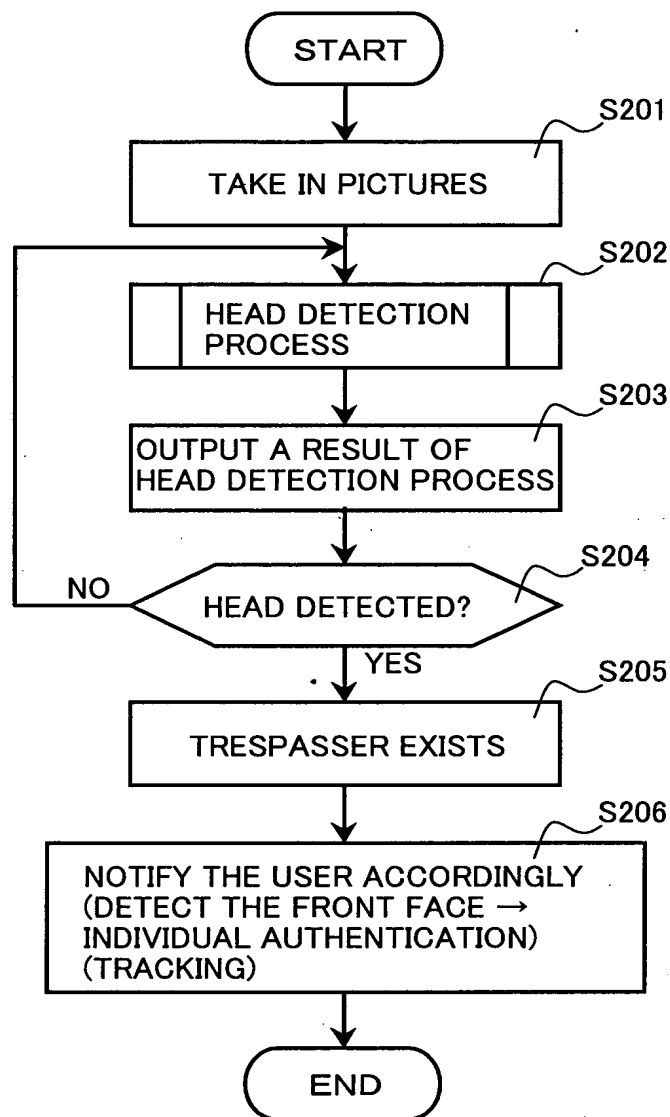 START
S201
TAKE IN PICTURES
S202
HEAD DETECTION
PROCESS
S203
OUTPUT A RESULT OF
HEAD DETECTION PROCESS
S204
NO
HEAD DETECTED?
YES
S205
TRESPASSER EXISTS
S206
NOTIFY THE USER ACCORDINGLY
(DETECT THE FRONT FACE →
INDIVIDUAL AUTHENTICATION)
(TRACKING)
END